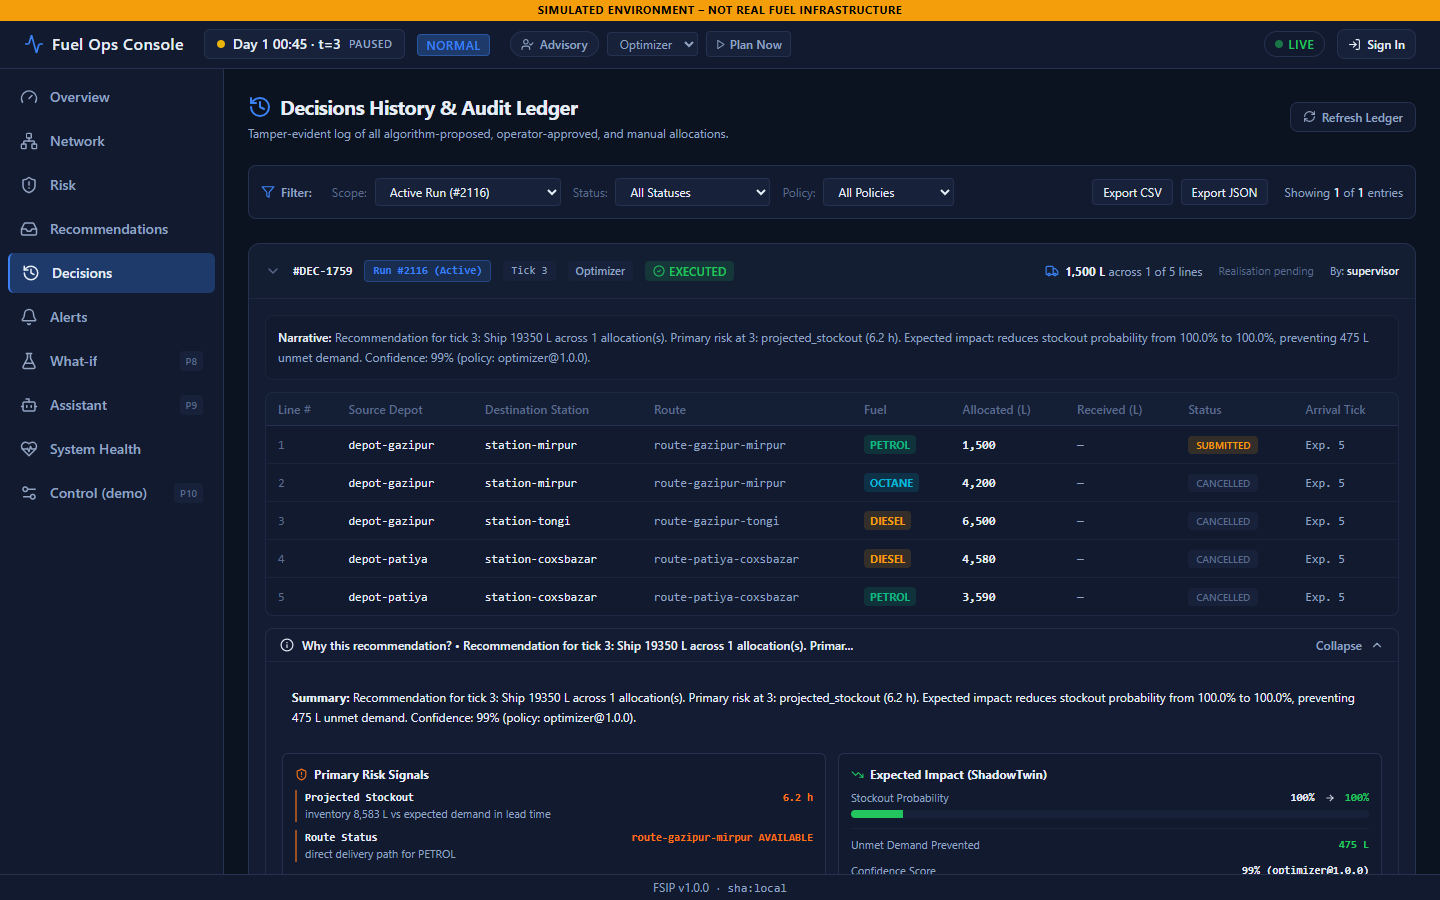 SIMULATED ENVIRONMENT – NOT REAL FUEL INFRASTRUCTURE
Fuel Ops Console
Day 1 00:45 · t=3 PAUSED
NORMAL
Advisory
Optimizer
Plan Now
LIVE
Sign In
Overview
Network
Risk
Recommendations
Decisions
Alerts
What-if P8
Assistant P9
System Health
Control (demo) P10
Decisions History & Audit Ledger
Tamper-evident log of all algorithm-proposed, operator-approved, and manual allocations.
Refresh Ledger
Filter: Scope: Active Run (#2116) Status: All Statuses Policy: All Policies Export CSV Export JSON Showing 1 of 1 entries
#DEC-1759 Run #2116 (Active) Tick 3 Optimizer EXECUTED 1,500 L across 1 of 5 lines Realisation pending By: supervisor
Narrative: Recommendation for tick 3: Ship 19350 L across 1 allocation(s). Primary risk at 3: projected_stockout (6.2 h). Expected impact: reduces stockout probability from 100.0% to 100.0%, preventing 475 L
unmet demand. Confidence: 99% (policy: optimizer@1.0.0).
Line # Source Depot Destination Station Route Fuel Allocated (L) Received (L) Status Arrival Tick
1 depot-gazipur station-mirpur route-gazipur-mirpur PETROL 1,500 — SUBMITTED Exp. 5
2 depot-gazipur station-mirpur route-gazipur-mirpur OCTANE 4,200 — CANCELLED Exp. 5
3 depot-gazipur station-tongi route-gazipur-tongi DIESEL 6,500 — CANCELLED Exp. 5
4 depot-patiya station-coxsbazar route-patiya-coxsbazar DIESEL 4,580 — CANCELLED Exp. 5
5 depot-patiya station-coxsbazar route-patiya-coxsbazar PETROL 3,590 — CANCELLED Exp. 5
Why this recommendation? • Recommendation for tick 3: Ship 19350 L across 1 allocation(s). Primar... Collapse
Summary: Recommendation for tick 3: Ship 19350 L across 1 allocation(s). Primary risk at 3: projected_stockout (6.2 h). Expected impact: reduces stockout probability from 100.0% to 100.0%, preventing
475 L unmet demand. Confidence: 99% (policy: optimizer@1.0.0).
Primary Risk Signals
Projected Stockout 6.2 h
inventory 8,583 L vs expected demand in lead time
Route Status route-gazipur-mirpur AVAILABLE
direct delivery path for PETROL
Expected Impact (ShadowTwin)
Stockout Probability 100% → 100%
Unmet Demand Prevented 475 L
Confidence Score 99% (optimizer@1.0.0)
FSIP v1.0.0 · sha:local